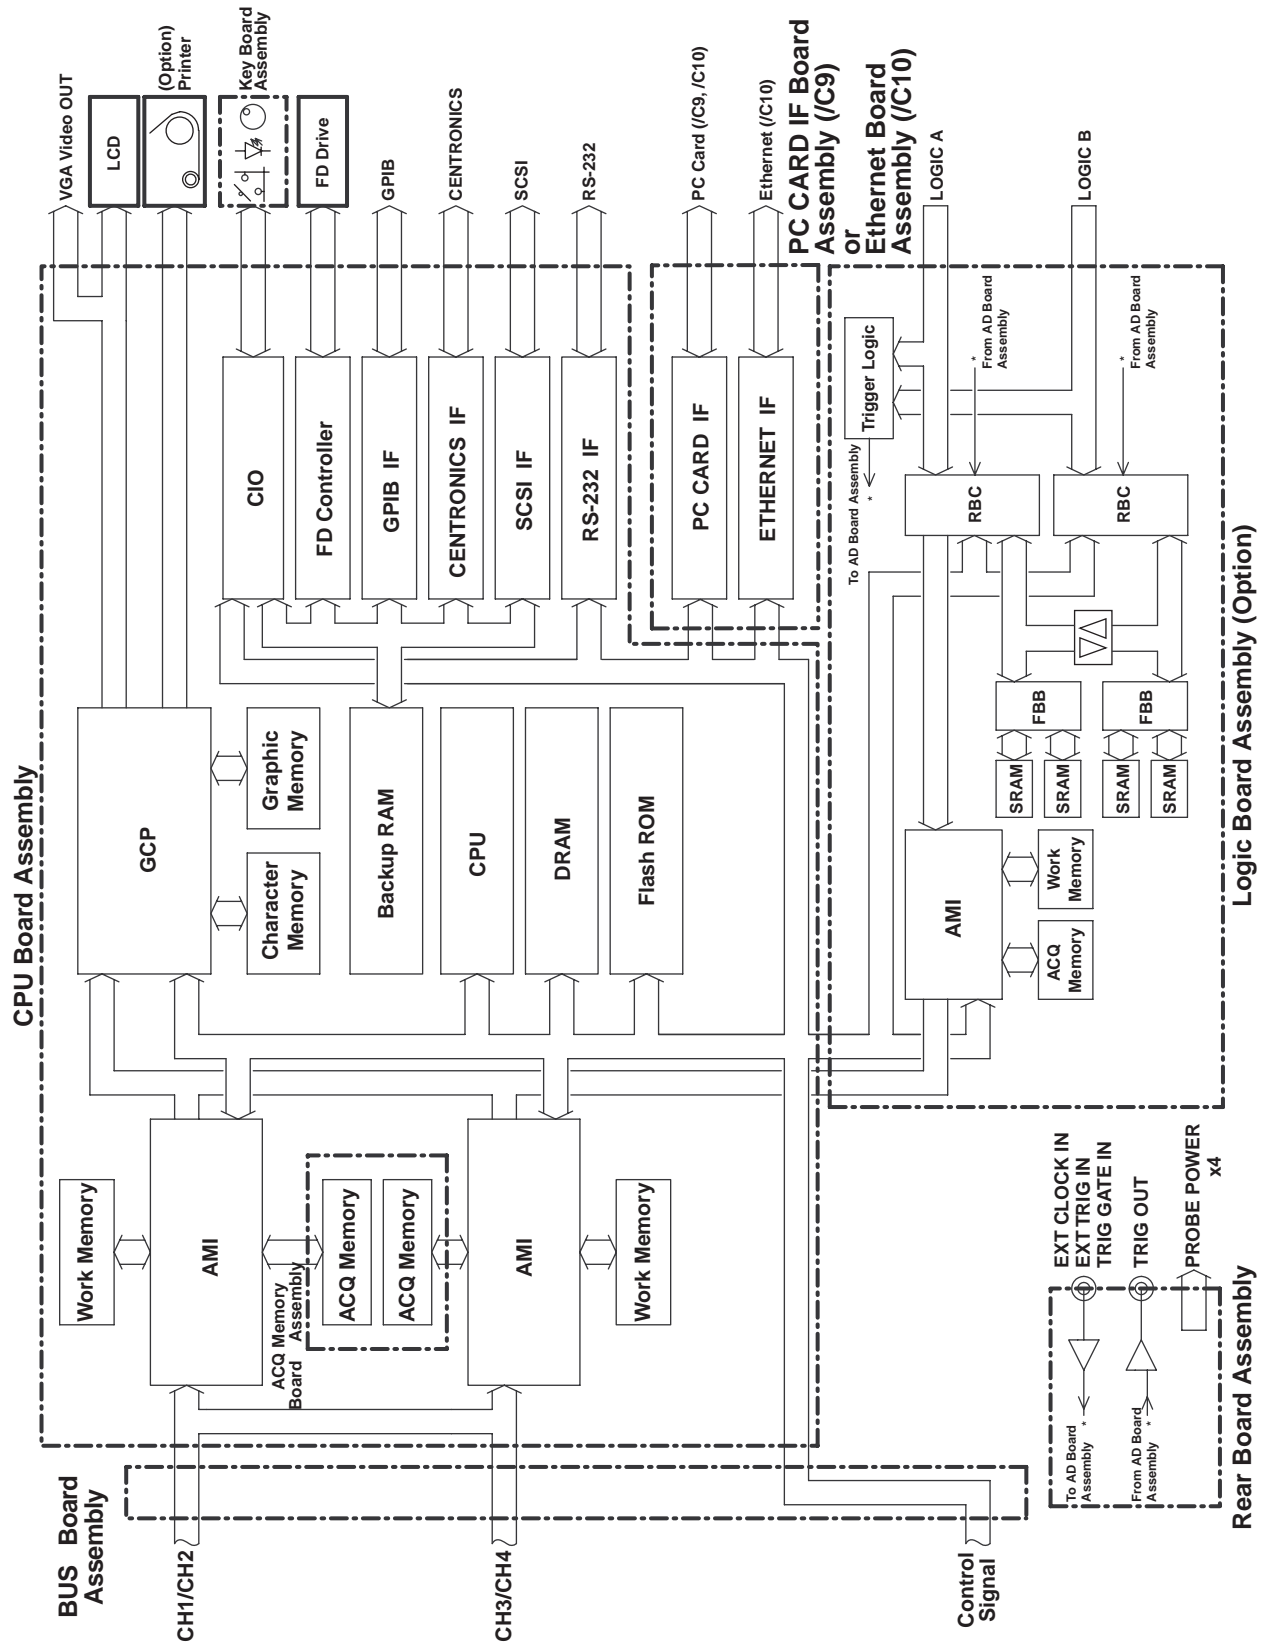 CPU Board Assembly
VGA Video OUT
LCD
(Option)
Printer
Key Board
Assembly
FD Drive
GPIB
CENTRONICS
SCSI
RS-232
PC Card (/C9, /C10)
Ethernet (/C10)
PC CARD IF Board
Assembly (/C9)
or
Ethernet Board
Assembly (/C10)
LOGIC A
LOGIC B
CIO
FD Controller
GPIB IF
CENTRONICS IF
SCSI IF
RS-232 IF
PC CARD IF
ETHERNET IF
Trigger Logic
To AD Board Assembly
*
*
From AD Board
Assembly
*
From AD Board
Assembly
RBC
RBC
FBB
FBB
SRAM
SRAM
SRAM
SRAM
AMI
Work
Memory
ACQ
Memory
Logic Board Assembly (Option)
GCP
Graphic
Memory
Character
Memory
Backup RAM
CPU
DRAM
Flash ROM
Work Memory
AMI
ACQ Memory
Board Assembly
ACQ Memory
ACQ Memory
AMI
Work Memory
BUS Board
Assembly
CH1/CH2
CH3/CH4
Control
Signal
EXT CLOCK IN
EXT TRIG IN
TRIG GATE IN
TRIG OUT
PROBE POWER
x4
To AD Board
Assembly *
From AD Board
Assembly *
Rear Board Assembly